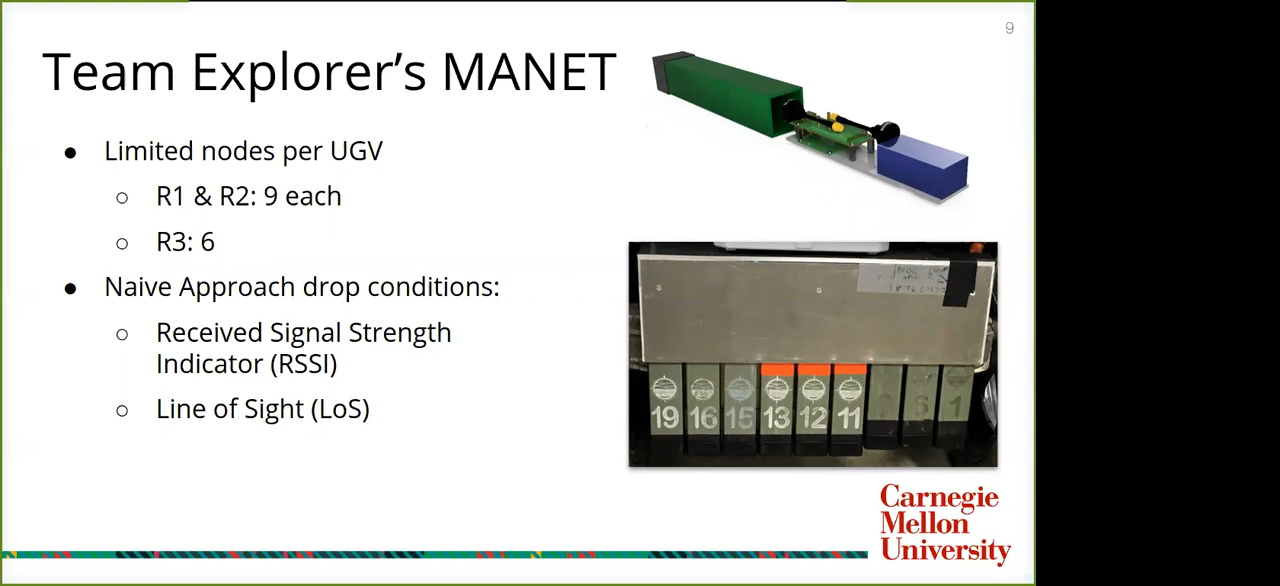 9
Team Explorer’s MANET
● Limited nodes per UGV
○ R1 & R2: 9 each
○ R3: 6
● Naive Approach drop conditions:
○ Received Signal Strength
Indicator (RSSI)
○ Line of Sight (LoS)
19 16 15 13 12 11 1
Carnegie
Mellon
University